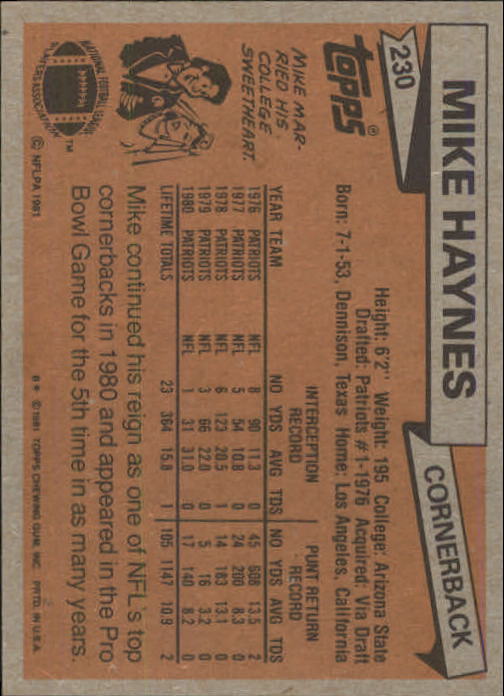 230
MIKE HAYNES
CORNERBACK
TOPPS®
Height: 6'2" Weight: 195 College: Arizona State
Drafted: Patriots #1-1976 Acquired: Via Draft
Born: 7-1-53, Dennison, Texas Home: Los Angeles, California
MIKE MAR-
RIED HIS
COLLEGE
SWEETHEART.
INTERCEPTION RECORD
PUNT RETURN RECORD
YEAR TEAM NO YDS AVG TDS NO YDS AVG TDS
1976 PATRIOTS NFL 8 90 11.3 0 45 608 13.5 2
1977 PATRIOTS NFL 5 54 10.8 0 24 200 8.3 0
1978 PATRIOTS NFL 6 123 20.5 1 14 183 13.1 0
1979 PATRIOTS NFL 3 66 22.0 0 5 16 3.2 0
1980 PATRIOTS NFL 1 31 31.0 0 17 140 8.2 0
LIFETIME TOTALS 23 364 15.8 1 105 1147 10.9 2
Mike continued his reign as one of NFL's top
cornerbacks in 1980 and appeared in the Pro
Bowl Game for the 5th time in as many years.
NATIONAL FOOTBALL LEAGUE
PLAYERS ASSOCIATION
TM
© NFLPA 1981
B* © 1981 TOPPS CHEWING GUM, INC. PRTD. IN U.S.A.